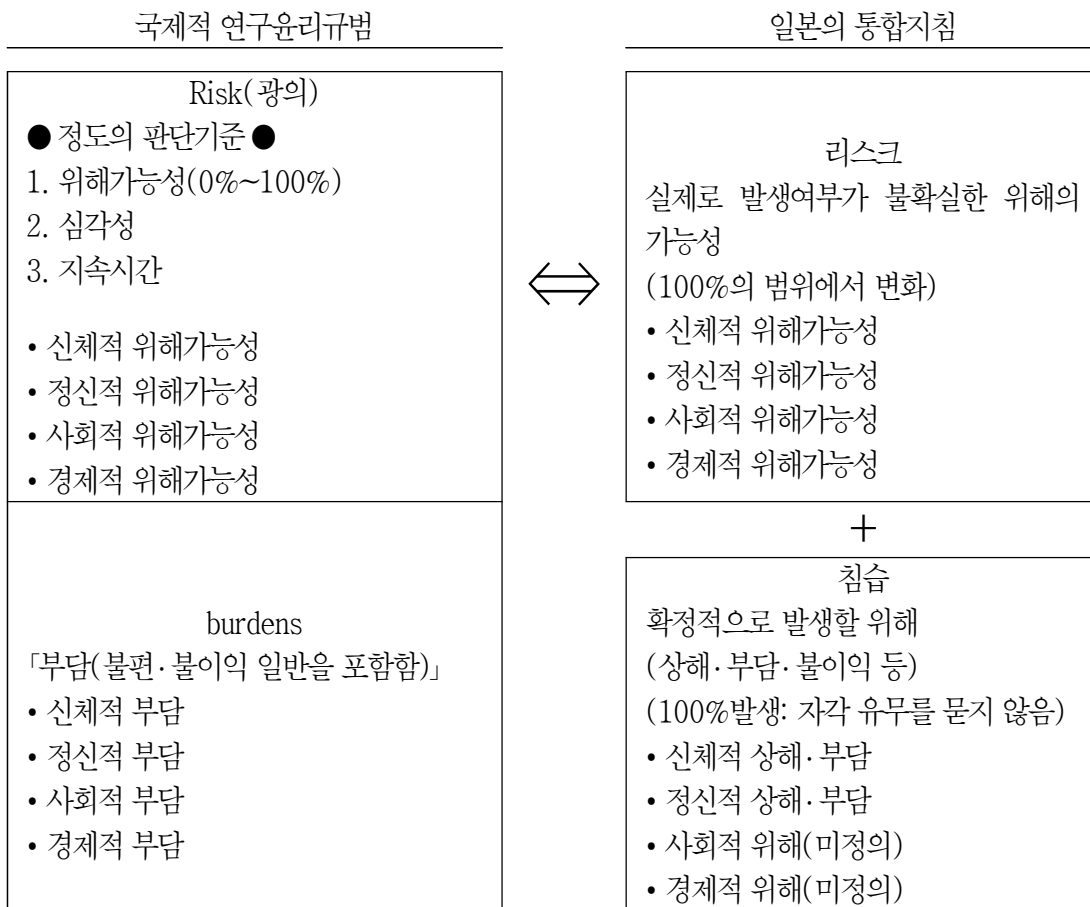 국제적 연구윤리규범
Risk(광의)
● 정도의 판단기준 ●
1. 위해가능성(0%~100%)
2. 심각성
3. 지속시간
• 신체적 위해가능성
• 정신적 위해가능성
• 사회적 위해가능성
• 경제적 위해가능성
burdens
「부담(불편·불이익 일반을 포함함)」
• 신체적 부담
• 정신적 부담
• 사회적 부담
• 경제적 부담
⇔
일본의 통합지침
리스크
실제로 발생여부가 불확실한 위해의
가능성
(100%의 범위에서 변화)
• 신체적 위해가능성
• 정신적 위해가능성
• 사회적 위해가능성
• 경제적 위해가능성
+
침습
확정적으로 발생할 위해
(상해·부담·불이익 등)
(100%발생: 자각 유무를 묻지 않음)
• 신체적 상해·부담
• 정신적 상해·부담
• 사회적 위해(미정의)
• 경제적 위해(미정의)